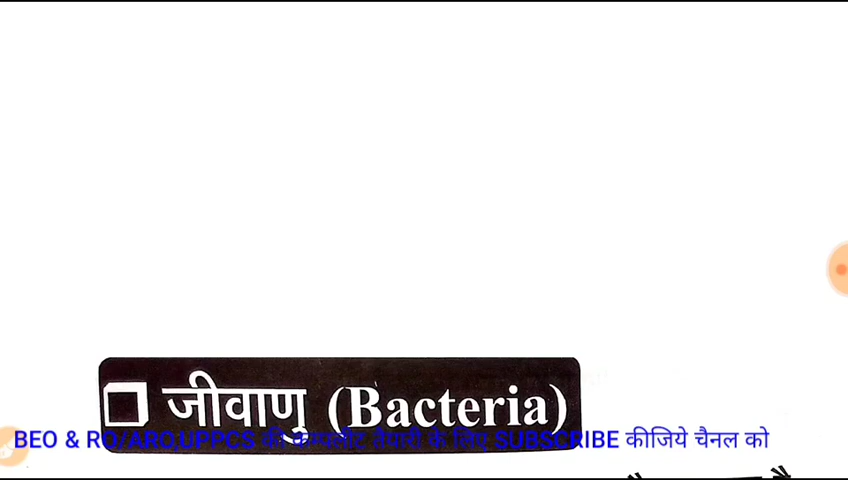 ❑ जीवाणु (Bacteria)
BEO & RO/ARO,UPPCS की कम्पलीट तैयारी के लिए SUBSCRIBE कीजिये चैनल को
है